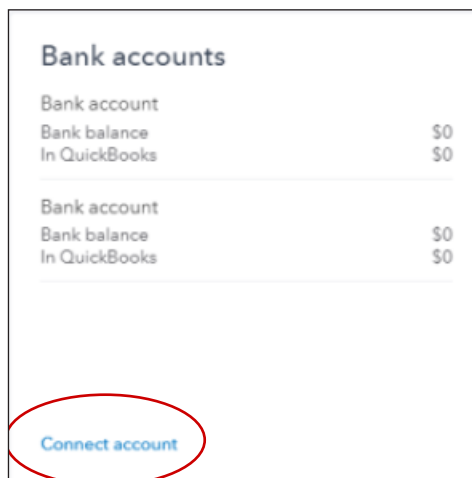 Bank accounts
Bank account
Bank balance $0
In QuickBooks $0
Bank account
Bank balance $0
In QuickBooks $0
Connect account